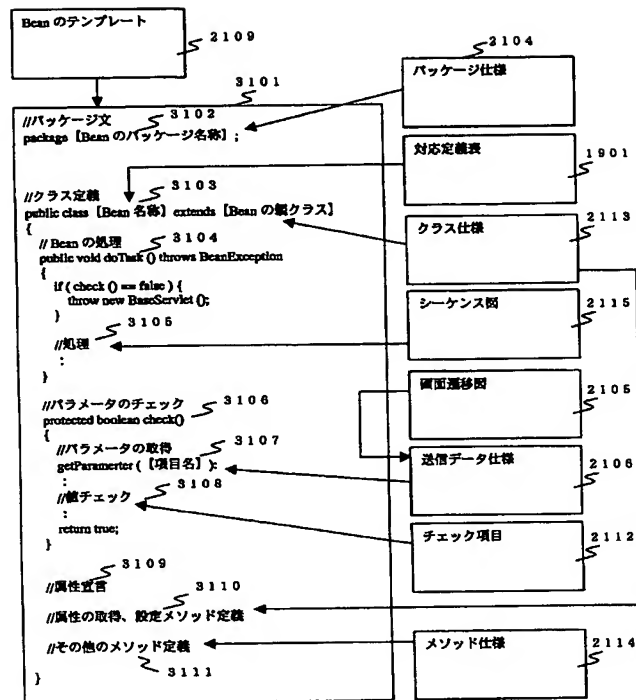 Bean のテンプレート
2109
2104
パッケージ仕様
3101
//パッケージ文
3102
package [Bean のパッケージ名称] ;
対応定義表
1901
//クラス定義
3103
public class [Bean 名称] extends [Bean の親クラス]
{
// Bean の処理
3104
クラス仕様
2113
public void doTask () throws BeanException
{
if ( check () == false ) {
throw new BaseServlet ();
}
シーケンス図
2115
3105
//処理
:
}
画面遷移図
2105
//パラメータのチェック
3106
protected boolean check()
{
//パラメータの取得
3107
getParamerter ( [項目名] );
送信データ仕様
2106
:
//値チェック
3108
:
return true;
}
チェック項目
2112
3109
//属性宣言
3110
//属性の取得、設定メソッド定義
//その他のメソッド定義
3111
メソッド仕様
2114
}